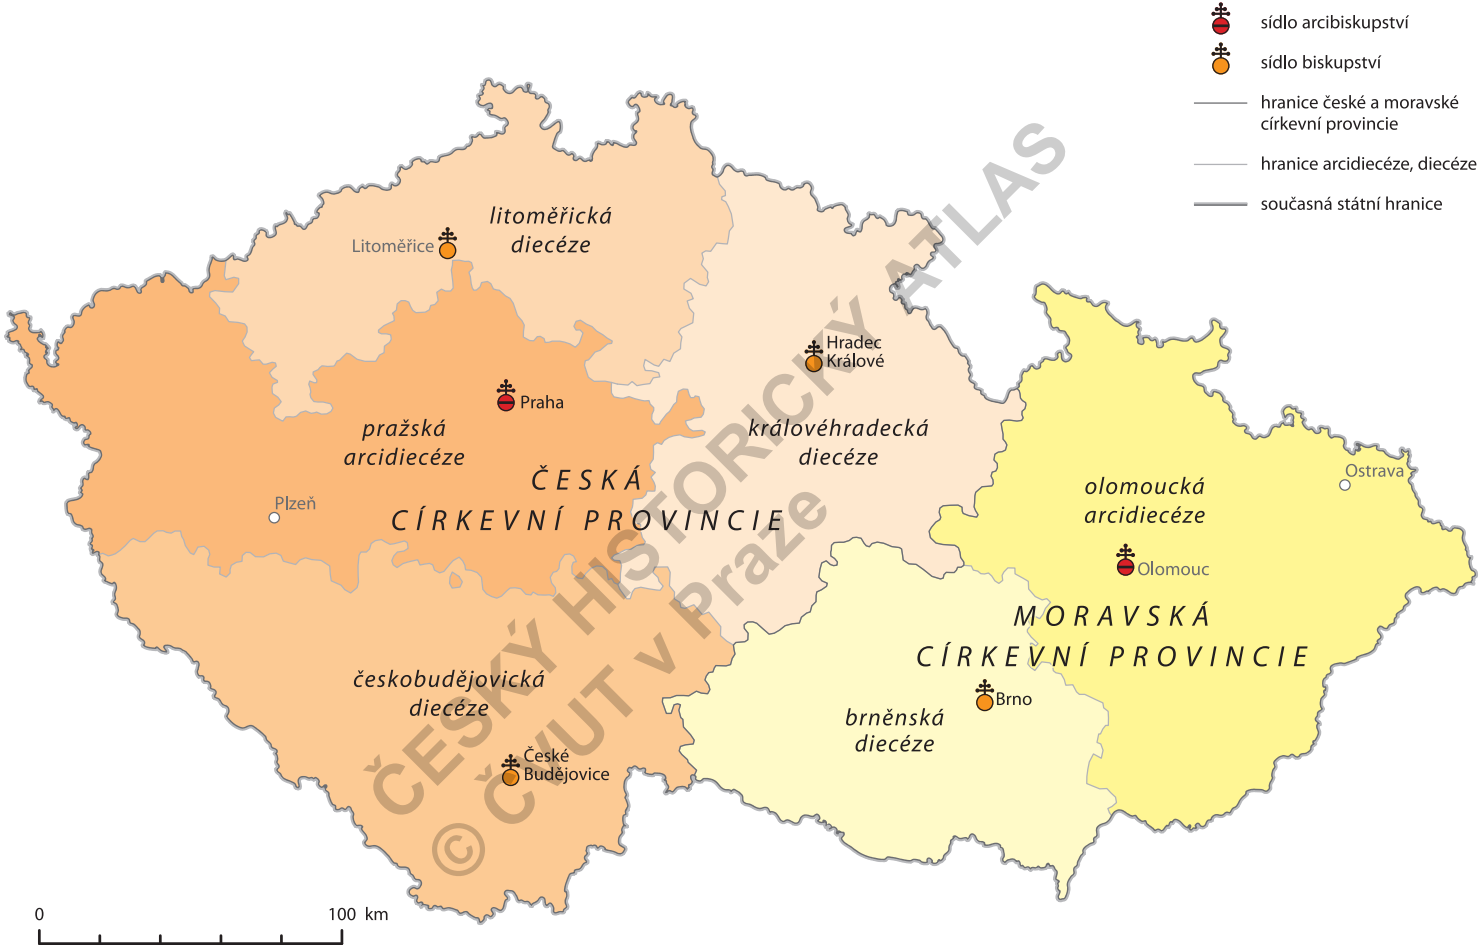 sídlo arcibiskupství
sídlo biskupství
hranice české a moravské
církevní provincie
hranice arcidiecéze, diecéze
současná státní hranice
litoměřická
diecéze
Litoměřice
Hradec
Králové
Praha
pražská
arcidiecéze
královéhradecká
diecéze
ČESKÁ
CÍRKEVNÍ PROVINCIE
Plzeň
Ostrava
olomoucká
arcidiecéze
Olomouc
MORAVSKÁ
CÍRKEVNÍ PROVINCIE
českobudějovická
diecéze
Brno
brněnská
diecéze
České
Budějovice
ČESKÝ HISTORICKÝ ATLAS
© ČVUT v Praze
0 100 km